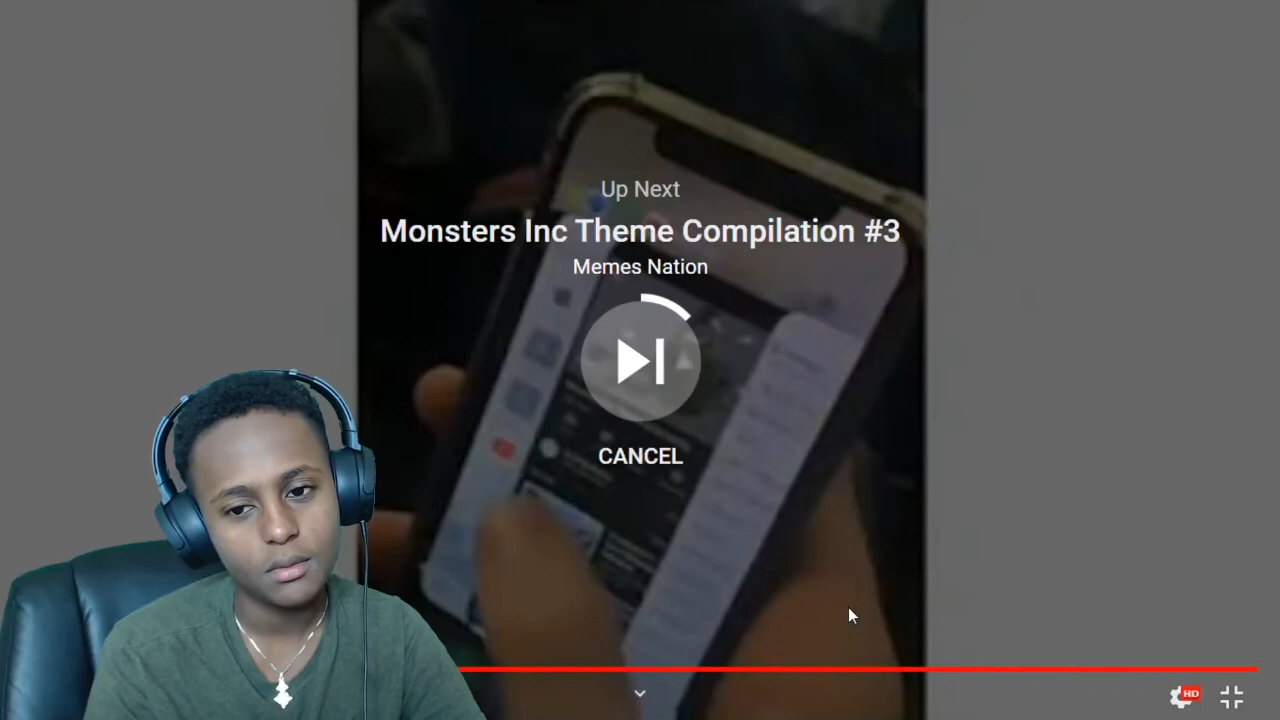 Up Next
Monsters Inc Theme Compilation #3
Memes Nation
CANCEL
HD